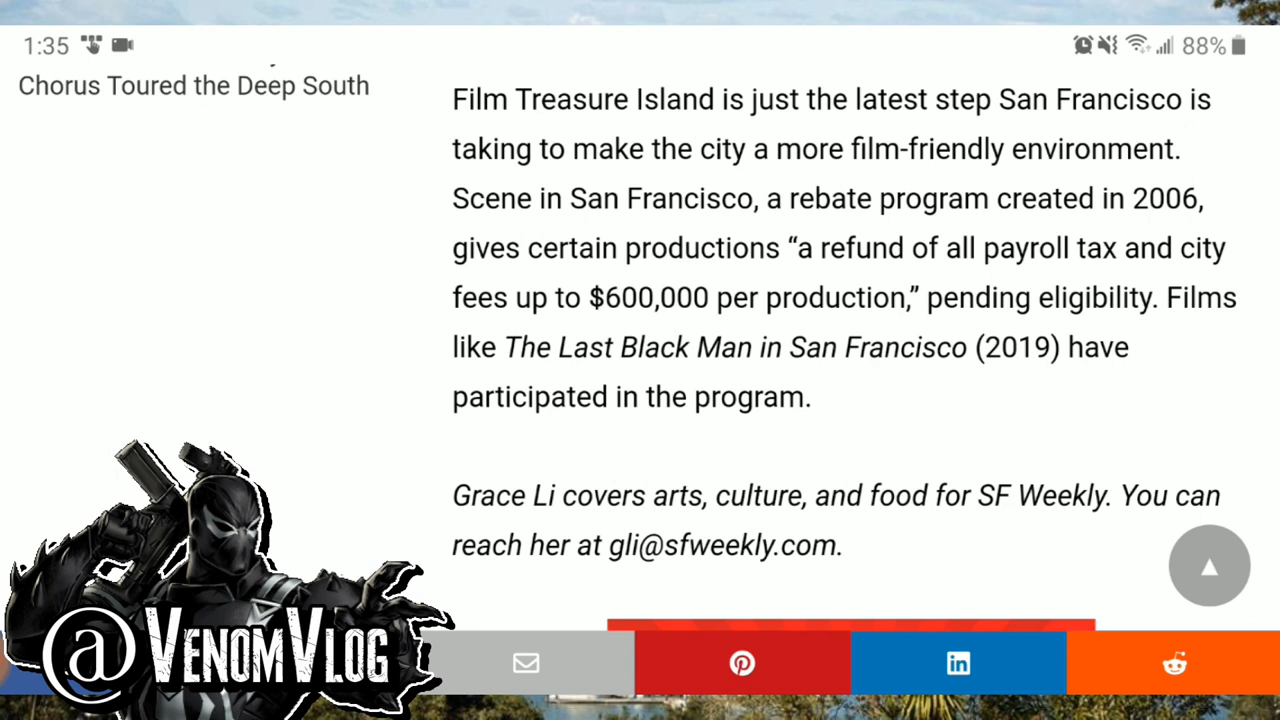 1:35
88%
Chorus Toured the Deep South
Film Treasure Island is just the latest step San Francisco is
taking to make the city a more film-friendly environment.
Scene in San Francisco, a rebate program created in 2006,
gives certain productions “a refund of all payroll tax and city
fees up to $600,000 per production,” pending eligibility. Films
like The Last Black Man in San Francisco (2019) have
participated in the program.
Grace Li covers arts, culture, and food for SF Weekly. You can
reach her at gli@sfweekly.com.
@VENOMVLOG
in